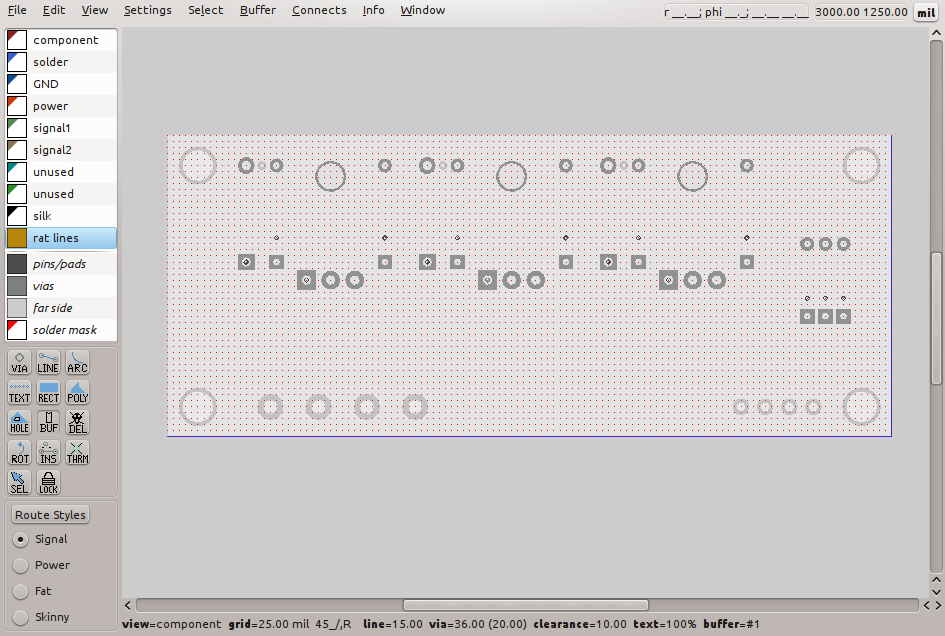 File Edit View Settings Select Buffer Connects Info Window r __.__; phi __._; __.__ __.__ 3000.00 1250.00 mil
component
solder
GND
power
signal1
signal2
unused
unused
silk
rat lines
pins/pads
vias
far side
solder mask
VIA LINE ARC
TEXT RECT POLY
HOLE BUF DEL
ROT INS THRM
SEL LOCK
Route Styles
Signal
Power
Fat
Skinny
view=component grid=25.00 mil 45_/,R line=15.00 via=36.00 (20.00) clearance=10.00 text=100% buffer=#1